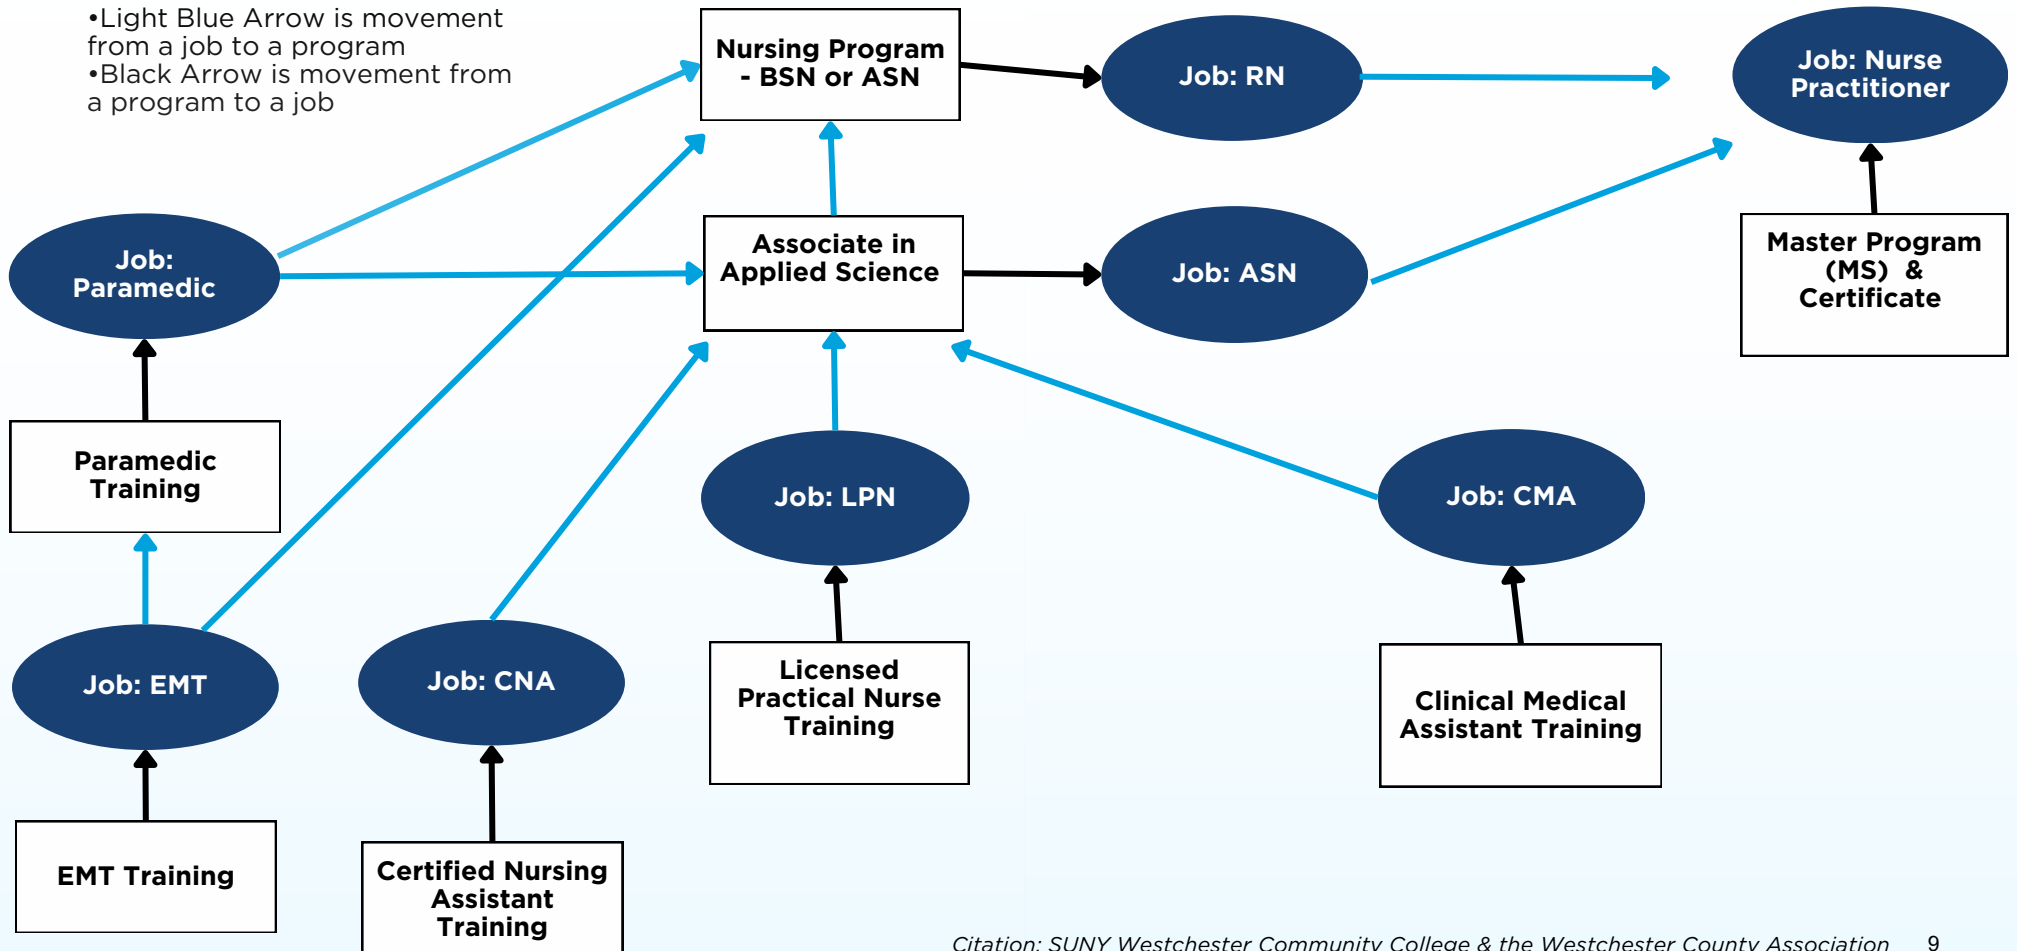 •Light Blue Arrow is movement
from a job to a program
•Black Arrow is movement from
a program to a job
Nursing Program
- BSN or ASN
Job: RN
Job: Nurse
Practitioner
Job:
Paramedic
Associate in
Applied Science
Job: ASN
Master Program
(MS) &
Certificate
Paramedic
Training
Job: LPN
Job: CMA
Job: EMT
Job: CNA
Licensed
Practical Nurse
Training
Clinical Medical
Assistant Training
EMT Training
Certified Nursing
Assistant
Training
Citation: SUNY Westchester Community College & the Westchester County Association 9